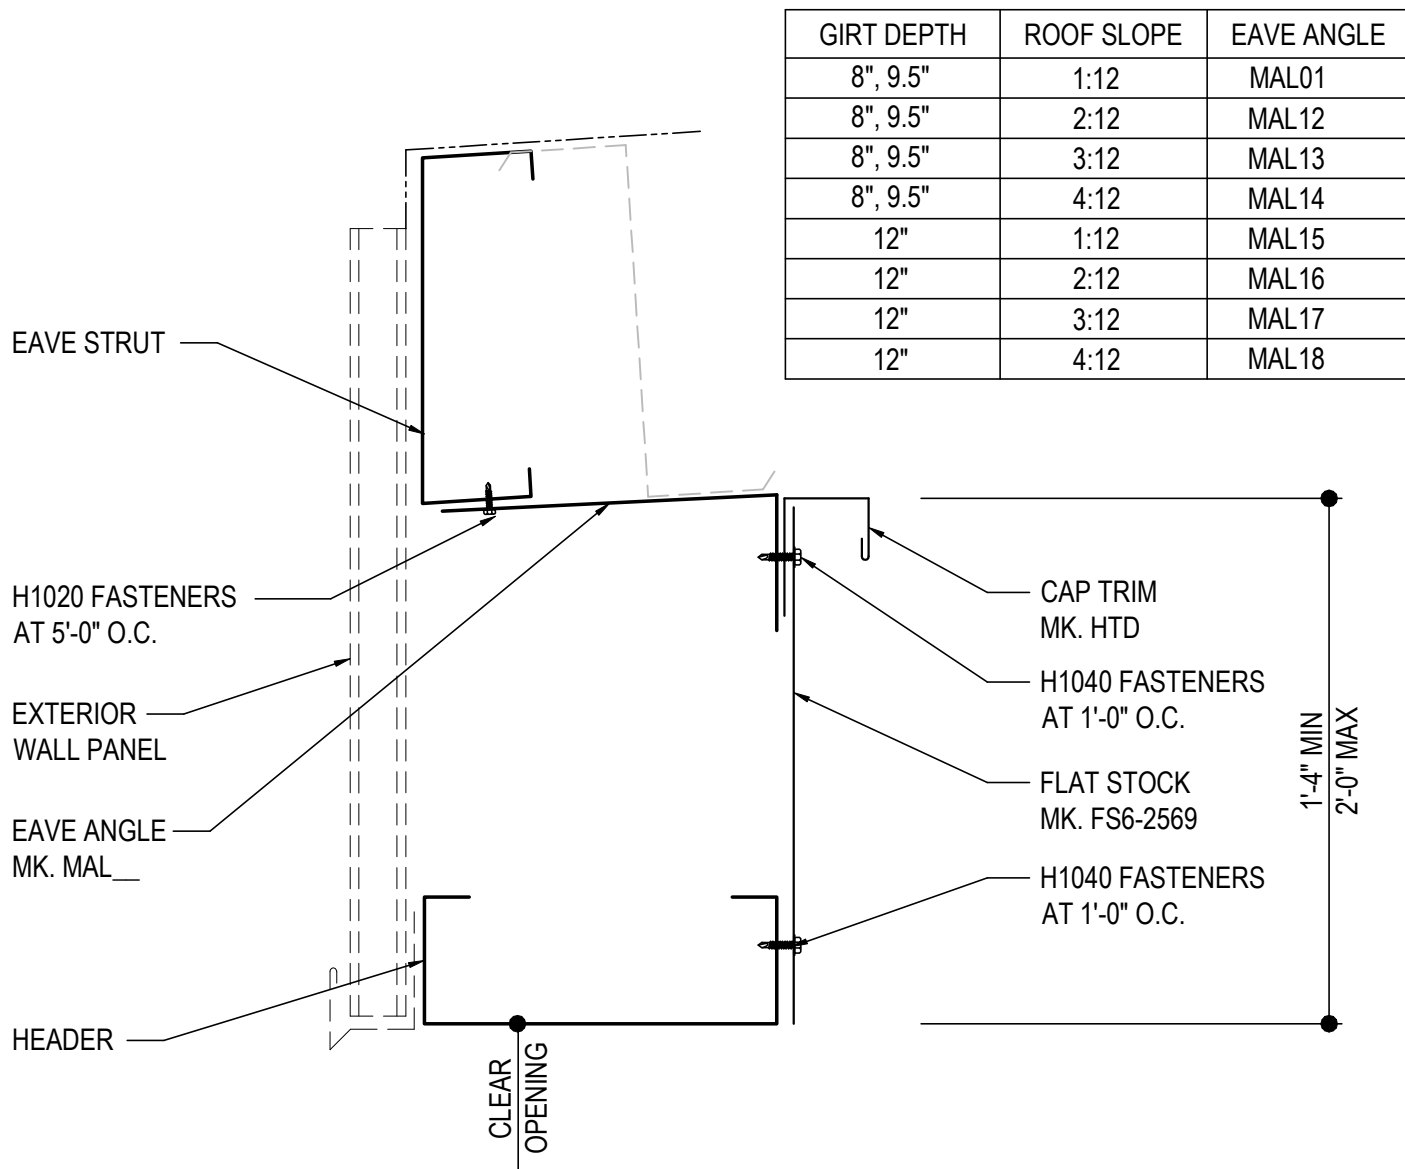 GIRT DEPTH ROOF SLOPE EAVE ANGLE
8", 9.5" 1:12 MAL01
8", 9.5" 2:12 MAL12
8", 9.5" 3:12 MAL13
8", 9.5" 4:12 MAL14
12" 1:12 MAL15
12" 2:12 MAL16
12" 3:12 MAL17
12" 4:12 MAL18
EAVE STRUT
H1020 FASTENERS
AT 5'-0" O.C.
EXTERIOR
WALL PANEL
EAVE ANGLE
MK. MAL__
HEADER
CLEAR
OPENING
CAP TRIM
MK. HTD
H1040 FASTENERS
AT 1'-0" O.C.
FLAT STOCK
MK. FS6-2569
H1040 FASTENERS
AT 1'-0" O.C.
1'-4" MIN
2'-0" MAX